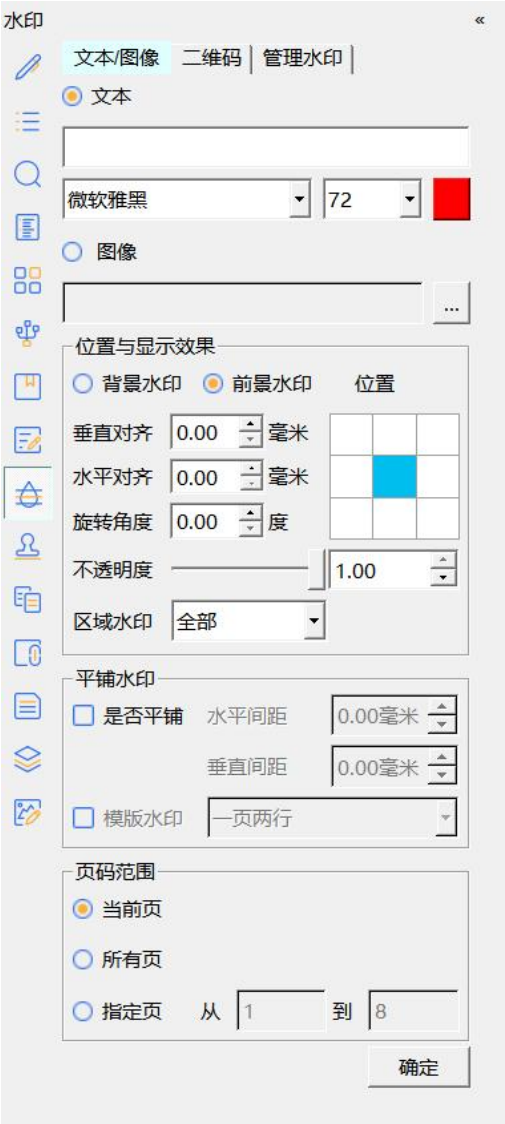 水印 «
文本/图像 二维码 管理水印
文本
微软雅黑 72
图像
...
位置与显示效果
背景水印 前景水印 位置
垂直对齐 0.00 毫米
水平对齐 0.00 毫米
旋转角度 0.00 度
不透明度 1.00
区域水印 全部
平铺水印
是否平铺 水平间距 0.00毫米
垂直间距 0.00毫米
模版水印 一页两行
页码范围
当前页
所有页
指定页 从 1 到 8
确定